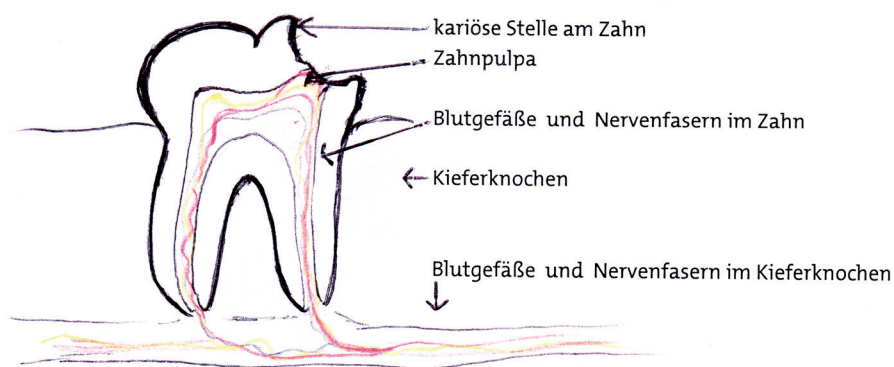 kariöse Stelle am Zahn
Zahnpulpa
Blutgefäße und Nervenfasern im Zahn
Kieferknochen
Blutgefäße und Nervenfasern im Kieferknochen